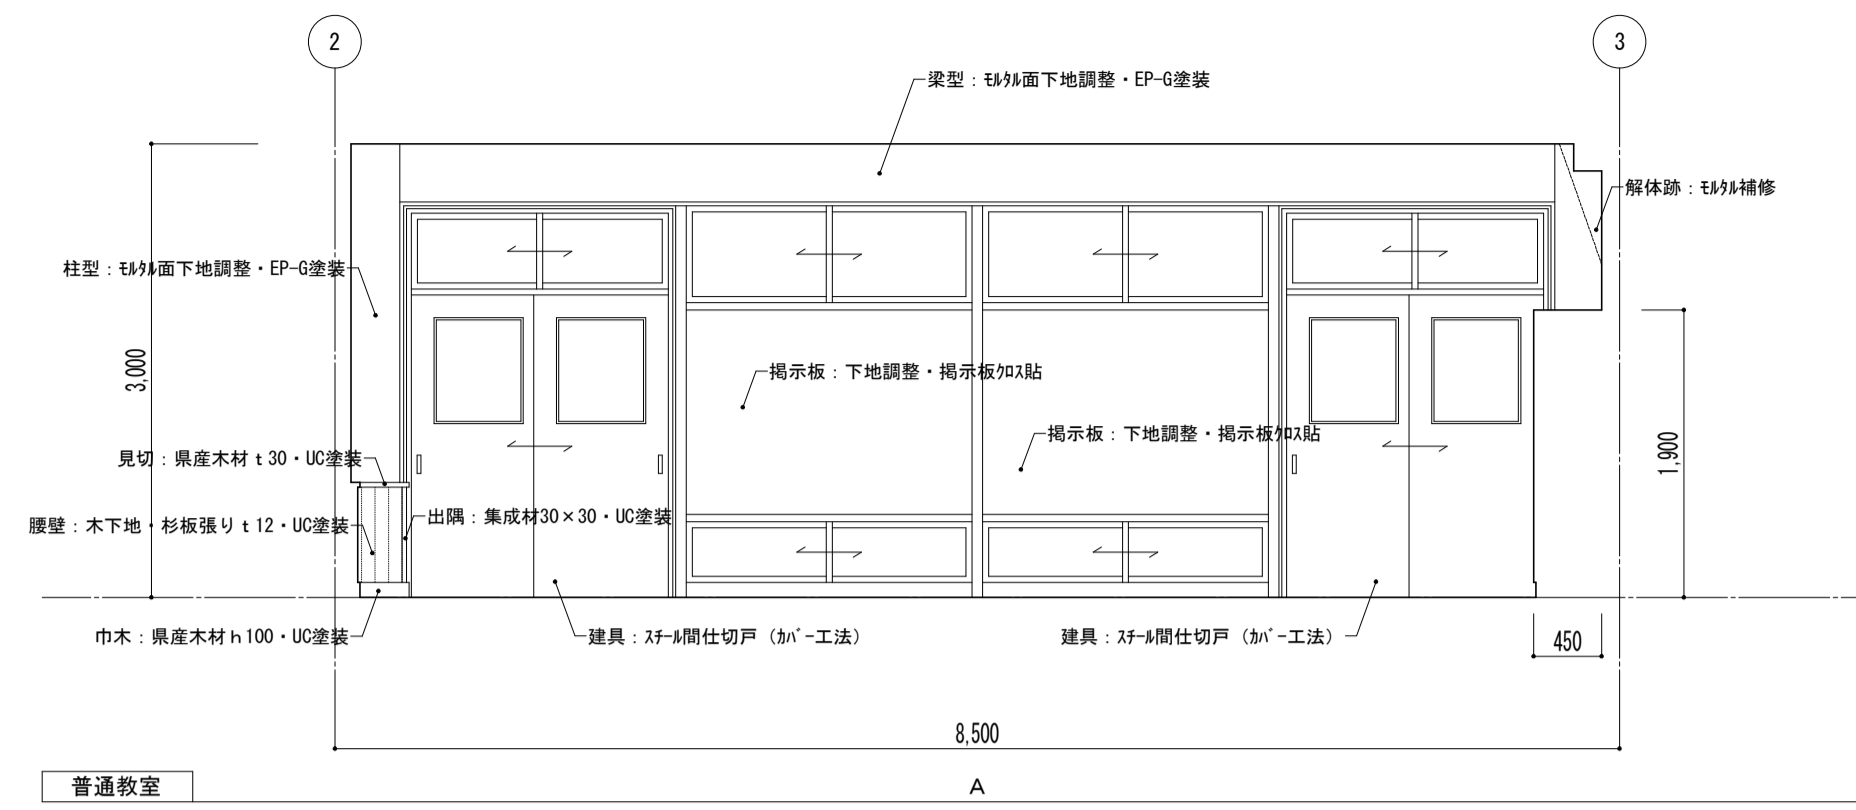 2
3
梁型：ﾓﾙﾀﾙ面下地調整・EP-G塗装
解体跡：ﾓﾙﾀﾙ補修
柱型：ﾓﾙﾀﾙ面下地調整・EP-G塗装
3,000
掲示板：下地調整・掲示板ｸﾛｽ貼
掲示板：下地調整・掲示板ｸﾛｽ貼
1,900
見切：県産木材ｔ30・UC塗装
腰壁：木下地・杉板張りｔ12・UC塗装
出隅：集成材30×30・UC塗装
巾木：県産木材ｈ100・UC塗装
建具：ｽﾁｰﾙ間仕切戸（ｶﾊﾞｰ工法）
建具：ｽﾁｰﾙ間仕切戸（ｶﾊﾞｰ工法）
450
8,500
普通教室
A